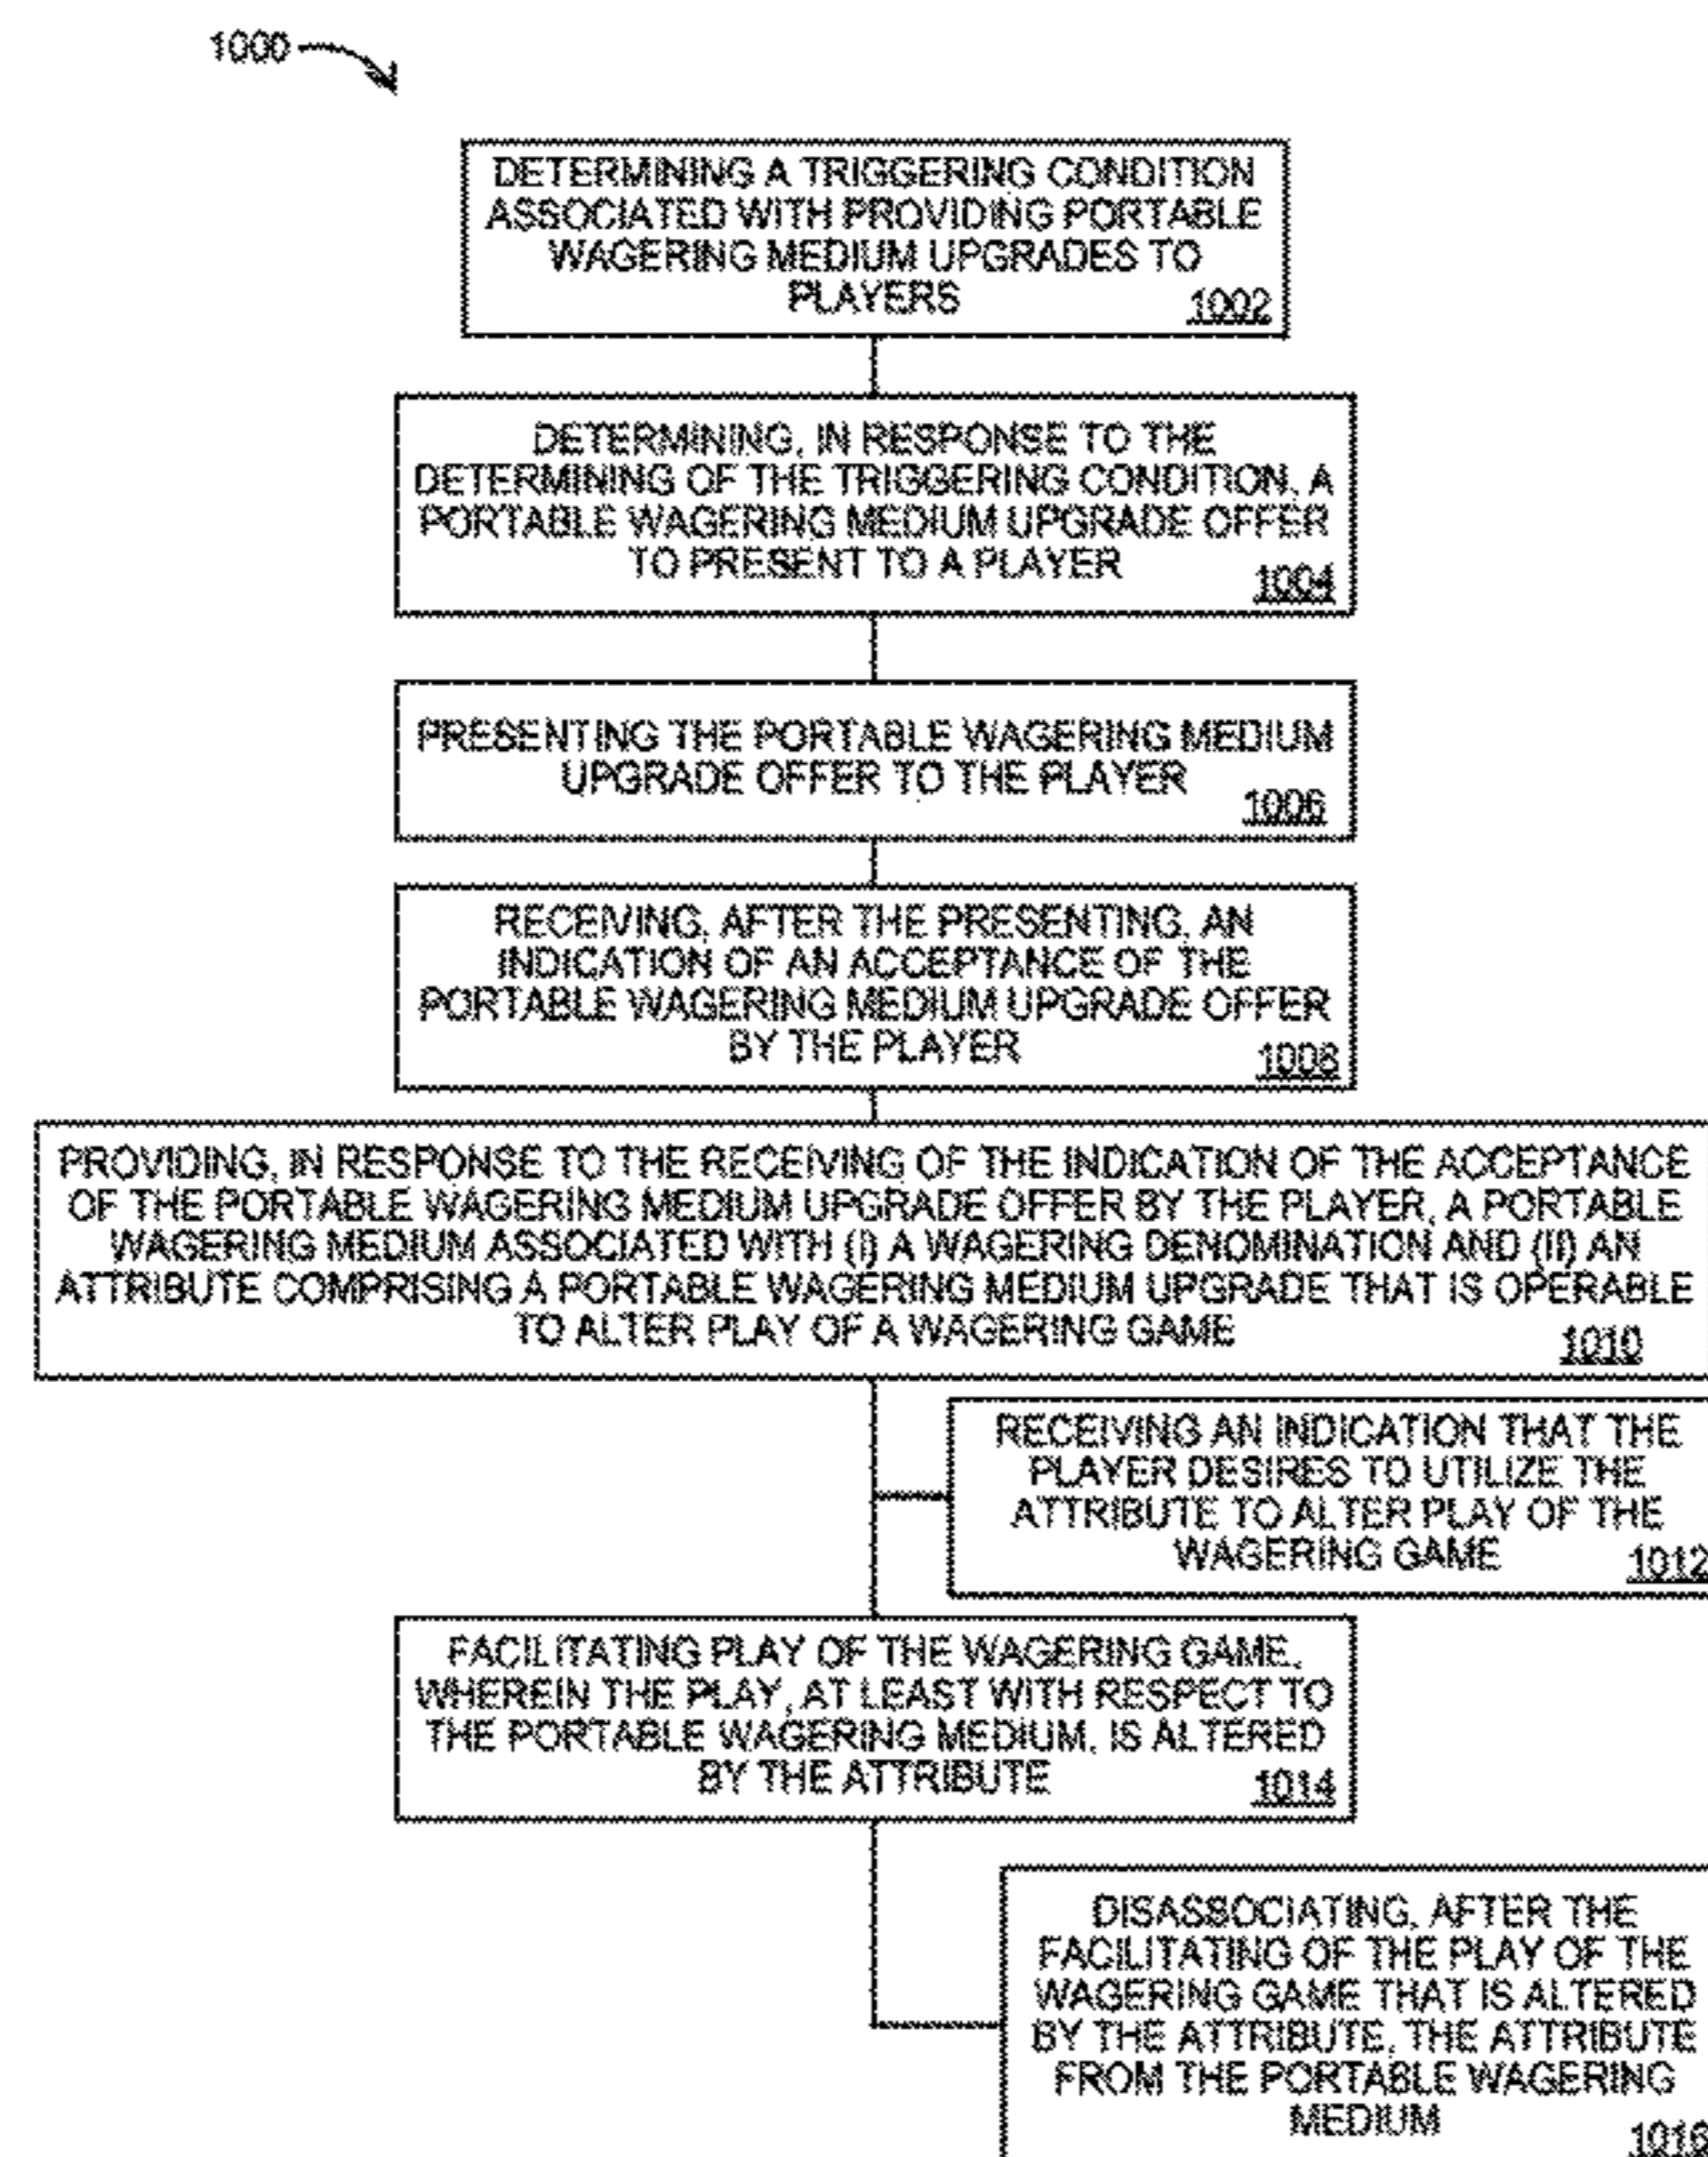 1000
DETERMINING A TRIGGERING CONDITION
ASSOCIATED WITH PROVIDING PORTABLE
WAGERING MEDIUM UPGRADES TO
PLAYERS
1002
DETERMINING, IN RESPONSE TO THE
DETERMINING OF THE TRIGGERING CONDITION, A
PORTABLE WAGERING MEDIUM UPGRADE OFFER
TO PRESENT TO A PLAYER
1004
PRESENTING THE PORTABLE WAGERING MEDIUM
UPGRADE OFFER TO THE PLAYER
1006
RECEIVING, AFTER THE PRESENTING, AN
INDICATION OF AN ACCEPTANCE OF THE
PORTABLE WAGERING MEDIUM UPGRADE OFFER
BY THE PLAYER
1008
PROVIDING, IN RESPONSE TO THE RECEIVING OF THE INDICATION OF THE ACCEPTANCE
OF THE PORTABLE WAGERING MEDIUM UPGRADE OFFER BY THE PLAYER, A PORTABLE
WAGERING MEDIUM ASSOCIATED WITH (I) A WAGERING DENOMINATION AND (II) AN
ATTRIBUTE COMPRISING A PORTABLE WAGERING MEDIUM UPGRADE THAT IS OPERABLE
TO ALTER PLAY OF A WAGERING GAME
1010
RECEIVING AN INDICATION THAT THE
PLAYER DESIRES TO UTILIZE THE
ATTRIBUTE TO ALTER PLAY OF THE
WAGERING GAME
1012
FACILITATING PLAY OF THE WAGERING GAME,
WHEREIN THE PLAY, AT LEAST WITH RESPECT TO
THE PORTABLE WAGERING MEDIUM, IS ALTERED
BY THE ATTRIBUTE
1014
DISASSOCIATING, AFTER THE
FACILITATING OF THE PLAY OF THE
WAGERING GAME THAT IS ALTERED
BY THE ATTRIBUTE, THE ATTRIBUTE
FROM THE PORTABLE WAGERING
MEDIUM
1016